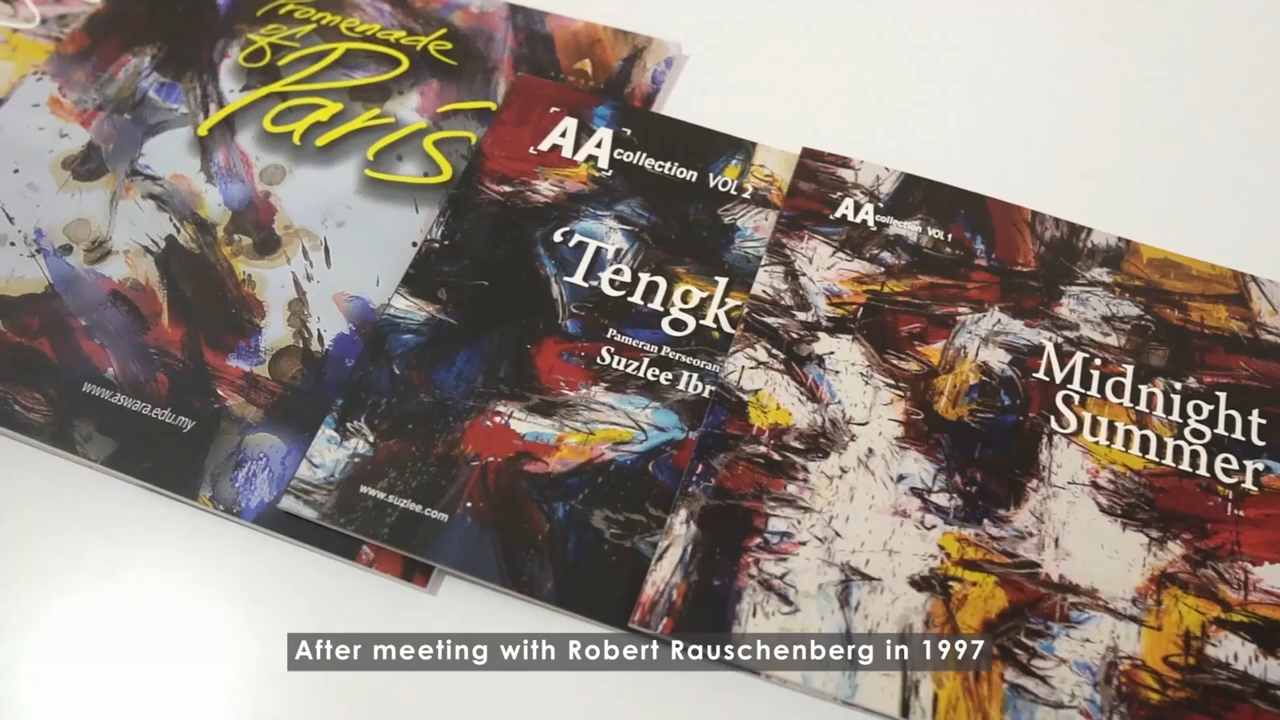 Promenade
of
Paris
www.aswara.edu.my
AA collection VOL 2
'Tengk
Pameran Perseoran
Suzlee Ibr
www.suzlee.com
AA collection VOL 1
Midnight
Summer
After meeting with Robert Rauschenberg in 1997